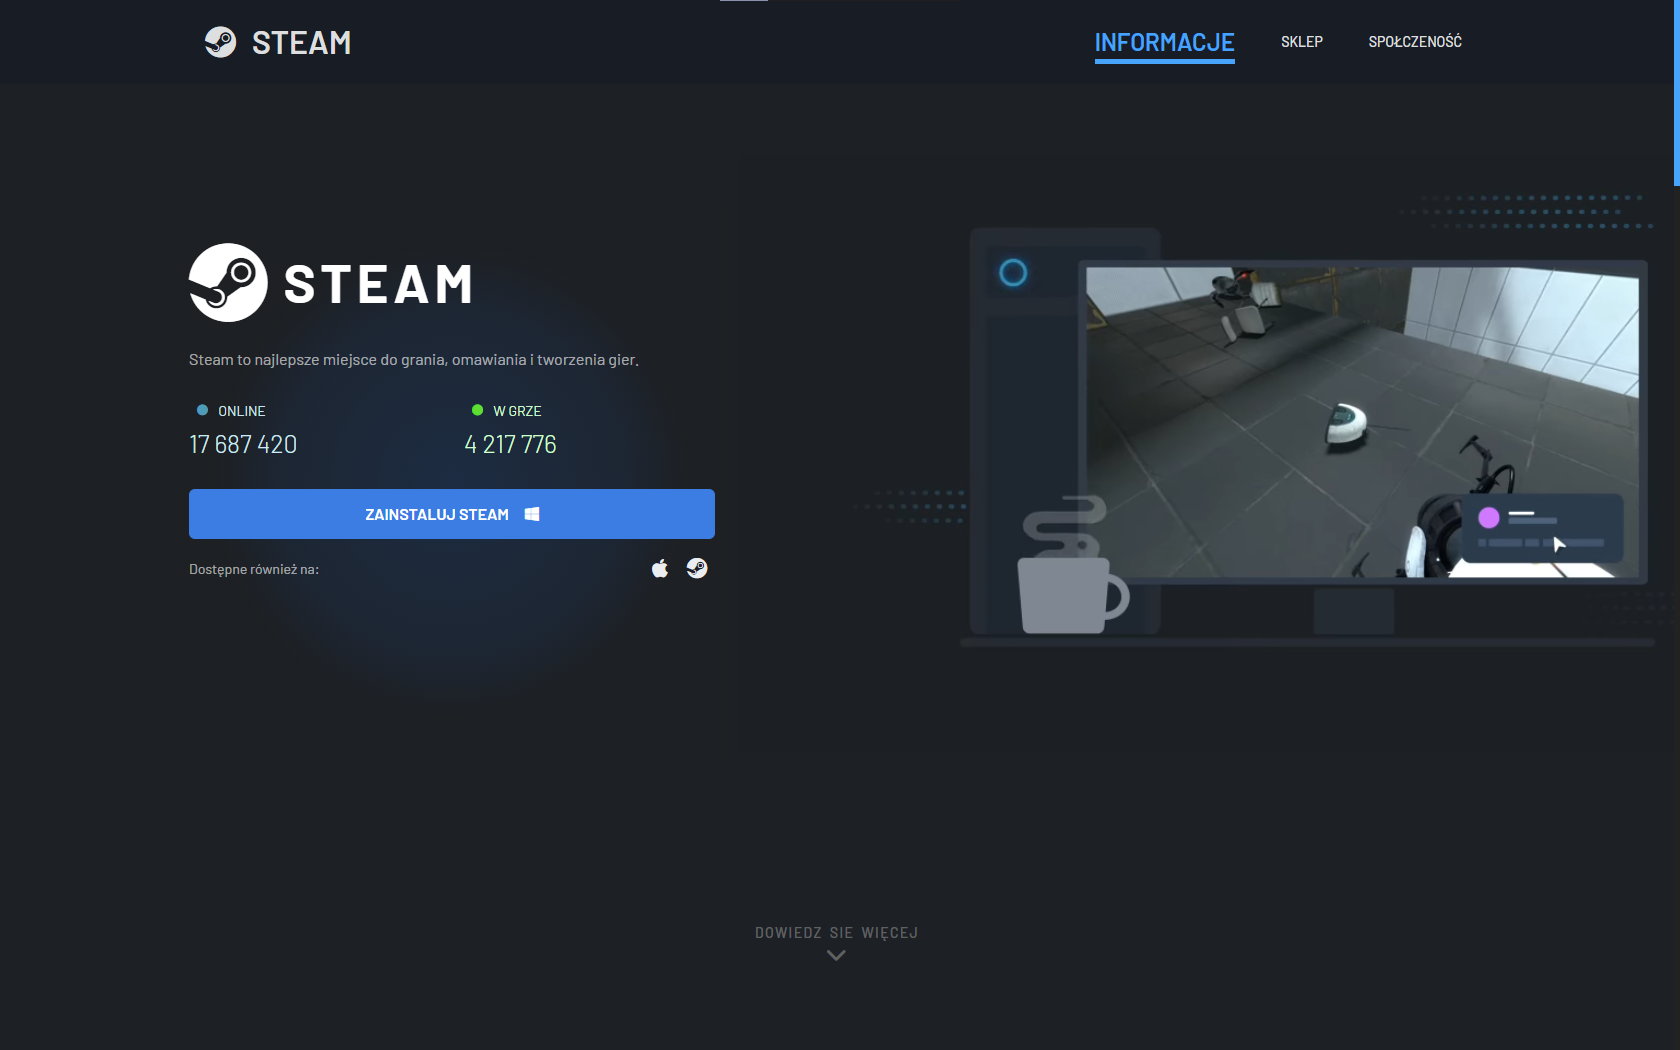 STEAM
INFORMACJE
SKLEP
SPOŁCZENOŚĆ
STEAM
Steam to najlepsze miejsce do grania, omawiania i tworzenia gier.
ONLINE
W GRZE
17 687 420
4 217 776
ZAINSTALUJ STEAM
Dostępne również na:
DOWIEDZ SIE WIĘCEJ